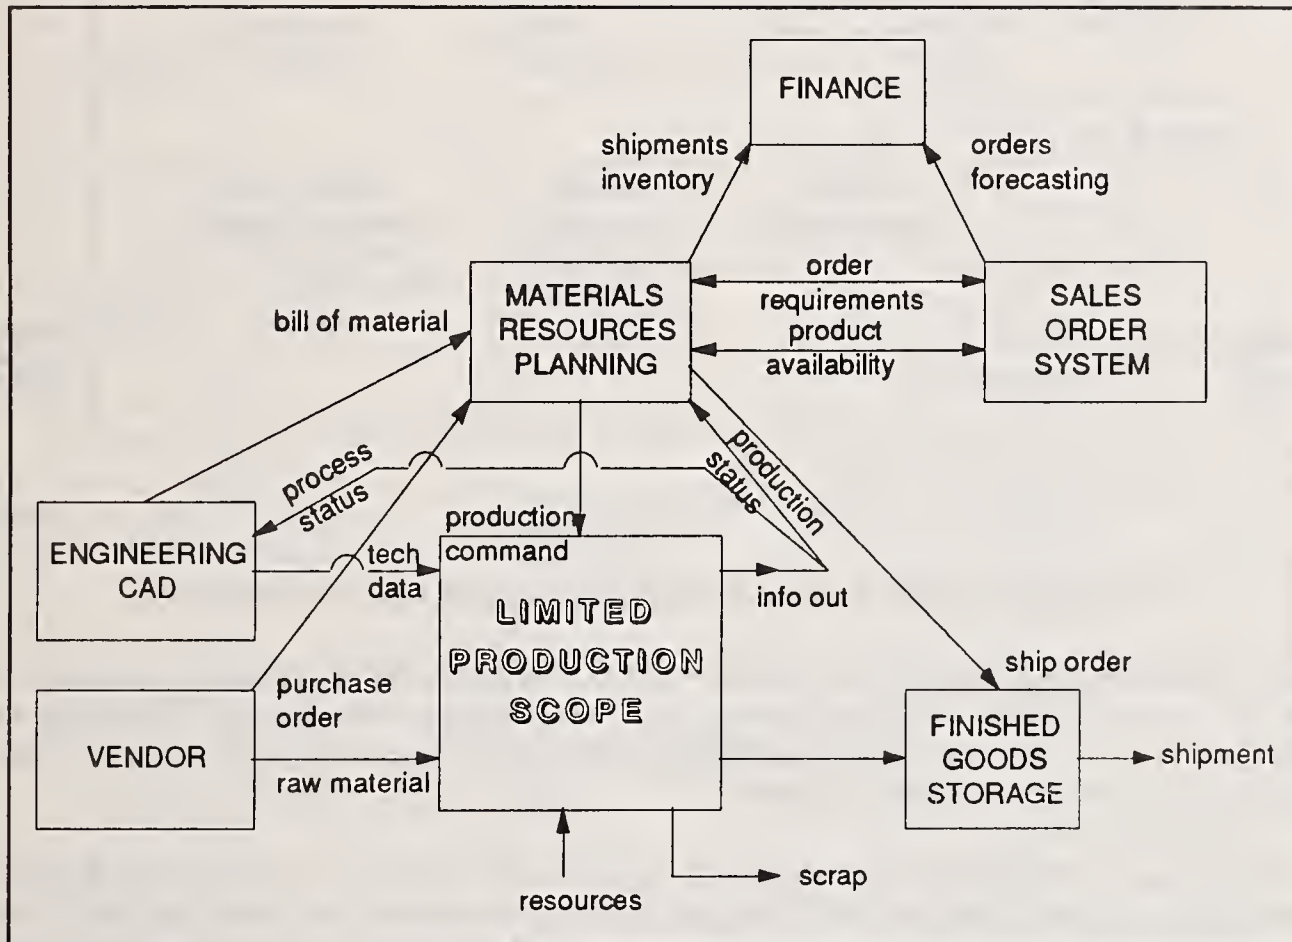 FINANCE
shipments
inventory
orders
forecasting
MATERIALS
RESOURCES
PLANNING
order
requirements
product
availability
SALES
ORDER
SYSTEM
bill of material
process
status
production
status
ENGINEERING
CAD
tech
data
production
command
LIMITED
PRODUCTION
SCOPE
info out
ship order
VENDOR
purchase
order
raw material
FINISHED
GOODS
STORAGE
shipment
scrap
resources